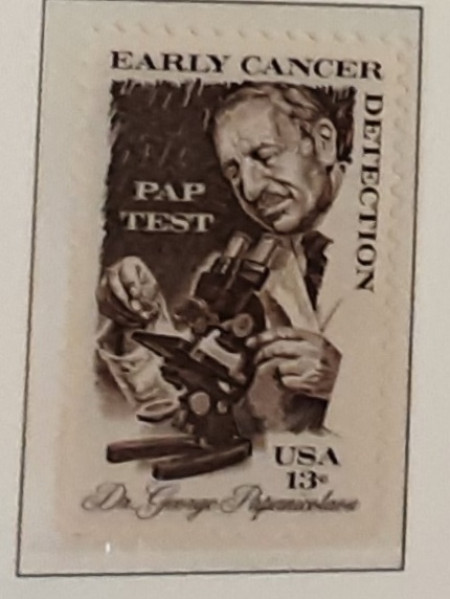 EARLY CANCER
DETECTION
PAP
TEST
USA
13c
Dr. George Papanicolaou